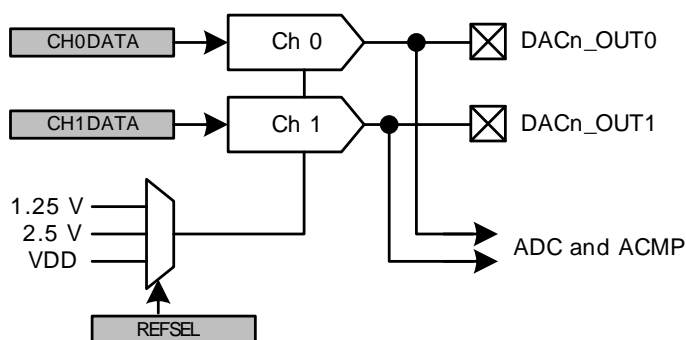 CH0DATA
Ch 0
DACn_OUT0
CH1DATA
Ch 1
DACn_OUT1
1.25 V
2.5 V
VDD
ADC and ACMP
REFSEL